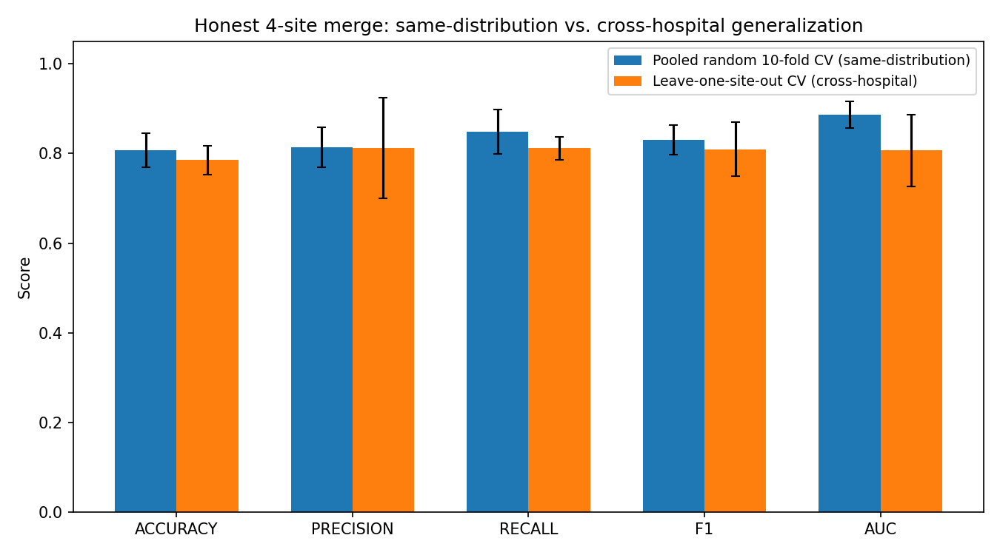 Honest 4-site merge: same-distribution vs. cross-hospital generalization
Pooled random 10-fold CV (same-distribution)
Leave-one-site-out CV (cross-hospital)
1.0
0.8
0.6
0.4
0.2
0.0
Score
ACCURACY
PRECISION
RECALL
F1
AUC